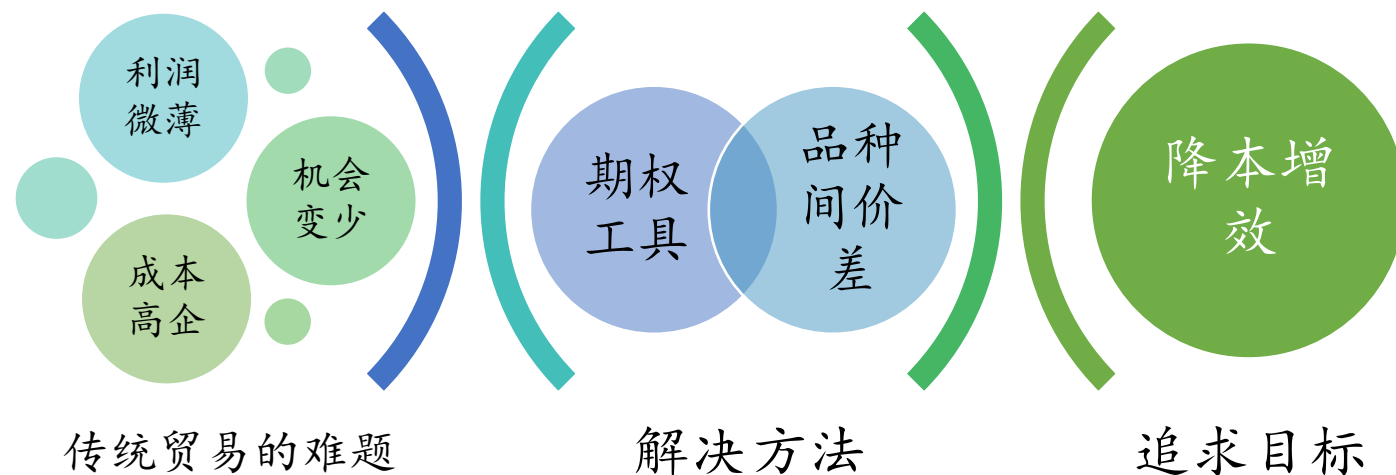 利润
微薄
机会
变少
成本
高企
传统贸易的难题
期权
工具
品种
间价
差
解决方法
降本增
效
追求目标